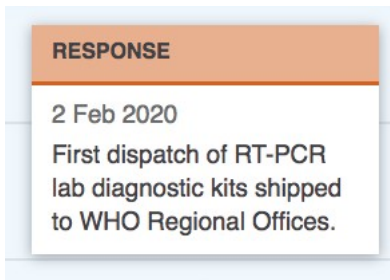 RESPONSE
2 Feb 2020
First dispatch of RT-PCR
lab diagnostic kits shipped
to WHO Regional Offices.